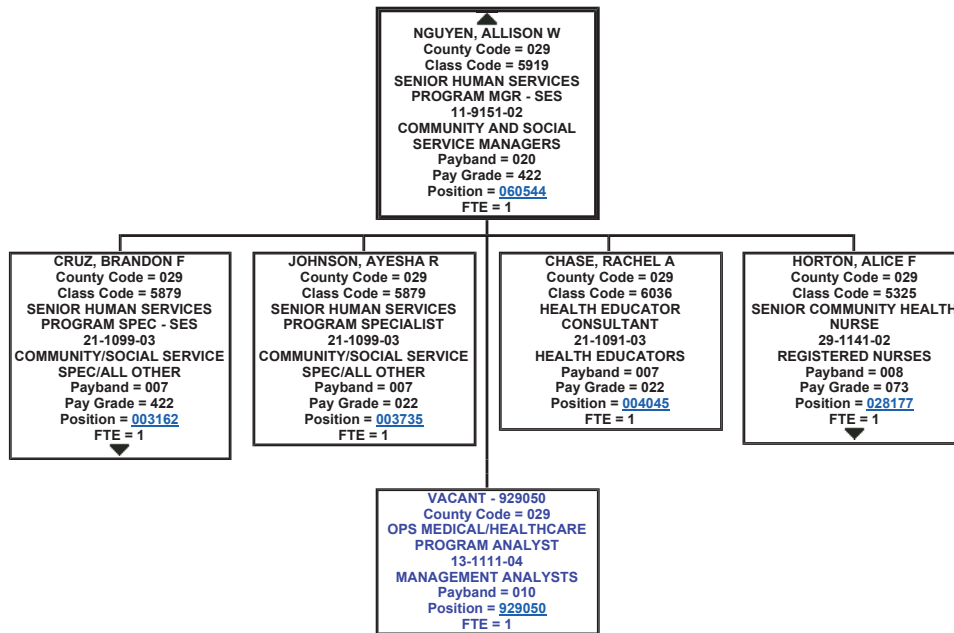 NGUYEN, ALLISON W
County Code = 029
Class Code = 5919
SENIOR HUMAN SERVICES
PROGRAM MGR - SES
11-9151-02
COMMUNITY AND SOCIAL
SERVICE MANAGERS
Payband = 020
Pay Grade = 422
Position = 060544
FTE = 1
CRUZ, BRANDON F
County Code = 029
Class Code = 5879
SENIOR HUMAN SERVICES
PROGRAM SPEC - SES
21-1099-03
COMMUNITY/SOCIAL SERVICE
SPEC/ALL OTHER
Payband = 007
Pay Grade = 422
Position = 003162
FTE = 1
JOHNSON, AYESHA R
County Code = 029
Class Code = 5879
SENIOR HUMAN SERVICES
PROGRAM SPECIALIST
21-1099-03
COMMUNITY/SOCIAL SERVICE
SPEC/ALL OTHER
Payband = 007
Pay Grade = 022
Position = 003735
FTE = 1
CHASE, RACHEL A
County Code = 029
Class Code = 6036
HEALTH EDUCATOR
CONSULTANT
21-1091-03
HEALTH EDUCATORS
Payband = 007
Pay Grade = 022
Position = 004045
FTE = 1
HORTON, ALICE F
County Code = 029
Class Code = 5325
SENIOR COMMUNITY HEALTH
NURSE
29-1141-02
REGISTERED NURSES
Payband = 008
Pay Grade = 073
Position = 028177
FTE = 1
VACANT - 929050
County Code = 029
OPS MEDICAL/HEALTHCARE
PROGRAM ANALYST
13-1111-04
MANAGEMENT ANALYSTS
Payband = 010
Position = 929050
FTE = 1